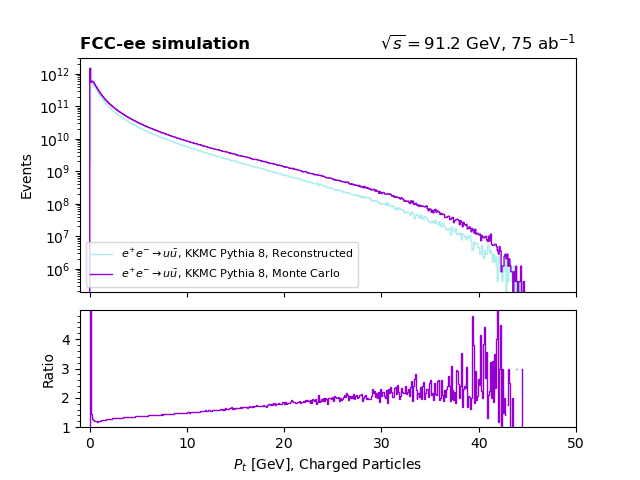 FCC-ee simulation
√s = 91.2 GeV, 75 ab⁻¹
10¹²
10¹¹
10¹⁰
10⁹
10⁸
10⁷
10⁶
Events
e⁺e⁻→uū, KKMC Pythia 8, Reconstructed
e⁺e⁻→uū, KKMC Pythia 8, Monte Carlo
4
3
2
1
Ratio
0 10 20 30 40 50
Pₜ [GeV], Charged Particles